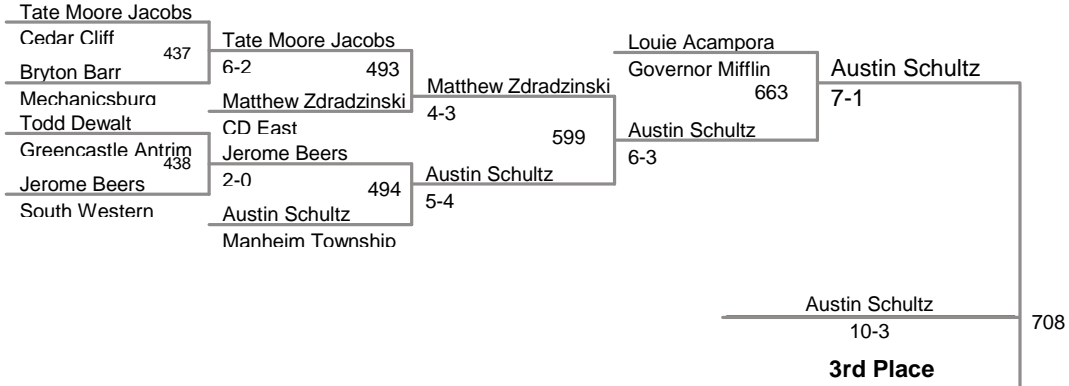 Tate Moore Jacobs
Cedar Cliff
437
Bryton Barr
Mechanicsburg
Todd Dewalt
Greencastle Antrim
438
Jerome Beers
South Western
Tate Moore Jacobs
6-2
493
Matthew Zdradzinski
CD East
Jerome Beers
2-0
494
Austin Schultz
Manheim Township
Matthew Zdradzinski
4-3
599
Austin Schultz
5-4
Louie Acampora
Governor Mifflin
663
Austin Schultz
6-3
Austin Schultz
7-1
Austin Schultz
10-3
708
3rd Place